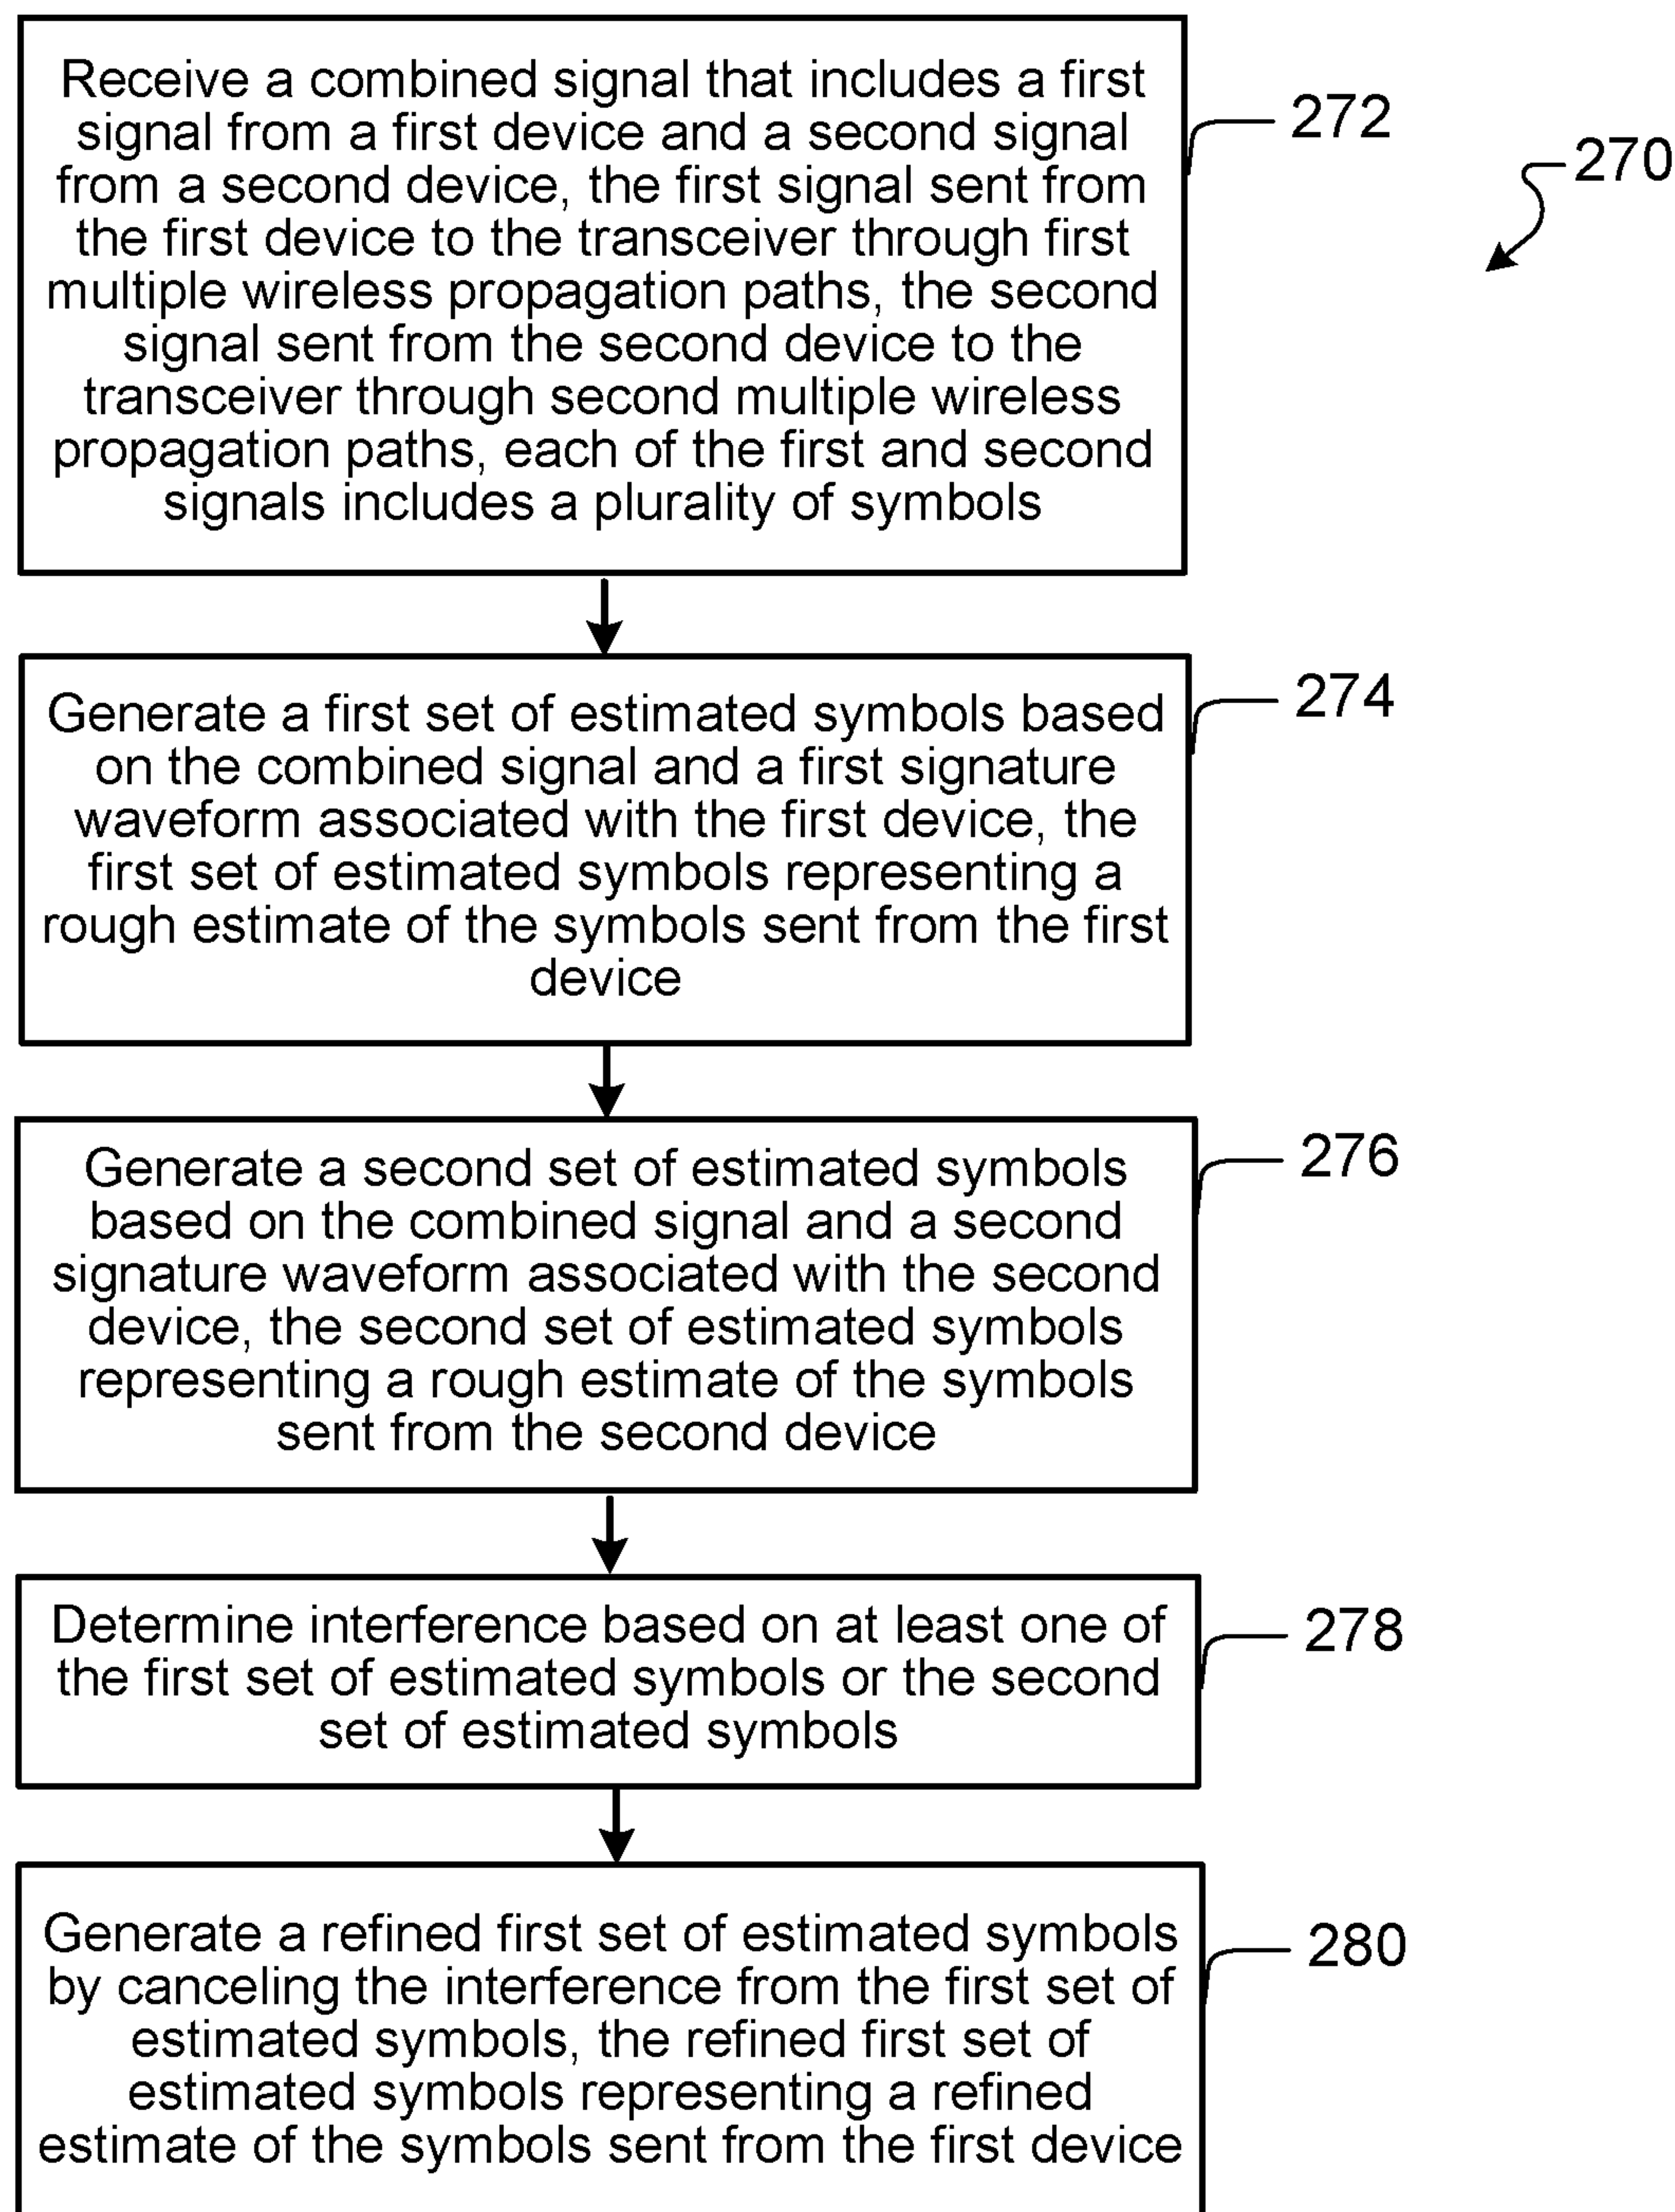 Receive a combined signal that includes a first
signal from a first device and a second signal
from a second device, the first signal sent from
the first device to the transceiver through first
multiple wireless propagation paths, the second
signal sent from the second device to the
transceiver through second multiple wireless
propagation paths, each of the first and second
signals includes a plurality of symbols
272
270
Generate a first set of estimated symbols based
on the combined signal and a first signature
waveform associated with the first device, the
first set of estimated symbols representing a
rough estimate of the symbols sent from the first
device
274
Generate a second set of estimated symbols
based on the combined signal and a second
signature waveform associated with the second
device, the second set of estimated symbols
representing a rough estimate of the symbols
sent from the second device
276
Determine interference based on at least one of
the first set of estimated symbols or the second
set of estimated symbols
278
Generate a refined first set of estimated symbols
by canceling the interference from the first set of
estimated symbols, the refined first set of
estimated symbols representing a refined
estimate of the symbols sent from the first device
280